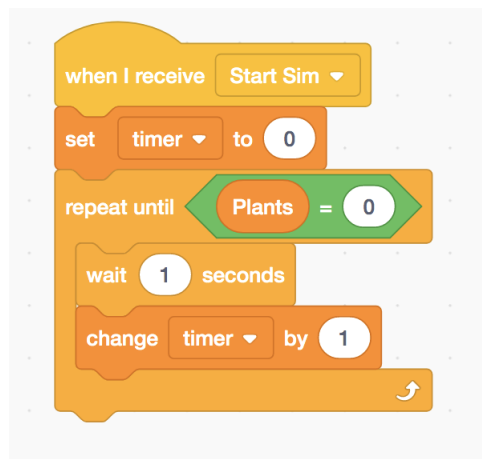 when I receive Start Sim
set timer to 0
repeat until Plants = 0
wait 1 seconds
change timer by 1